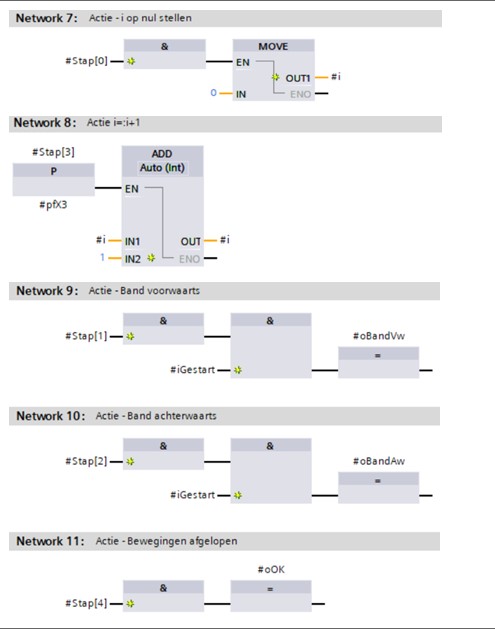 Network 7: Actie - i op nul stellen
& MOVE
#Stap[0] EN
OUT1 #i
0 IN ENO
Network 8: Actie i=:i+1
#Stap[3] ADD
P Auto (Int)
EN
#pfX3
#i IN1 OUT #i
1 IN2 ENO
Network 9: Actie - Band voorwaarts
& &
#Stap[1] #oBandVw
=
#iGestart
Network 10: Actie - Band achterwaarts
& &
#Stap[2] #oBandAw
=
#iGestart
Network 11: Actie - Bewegingen afgelopen
#oOK
& =
#Stap[4]